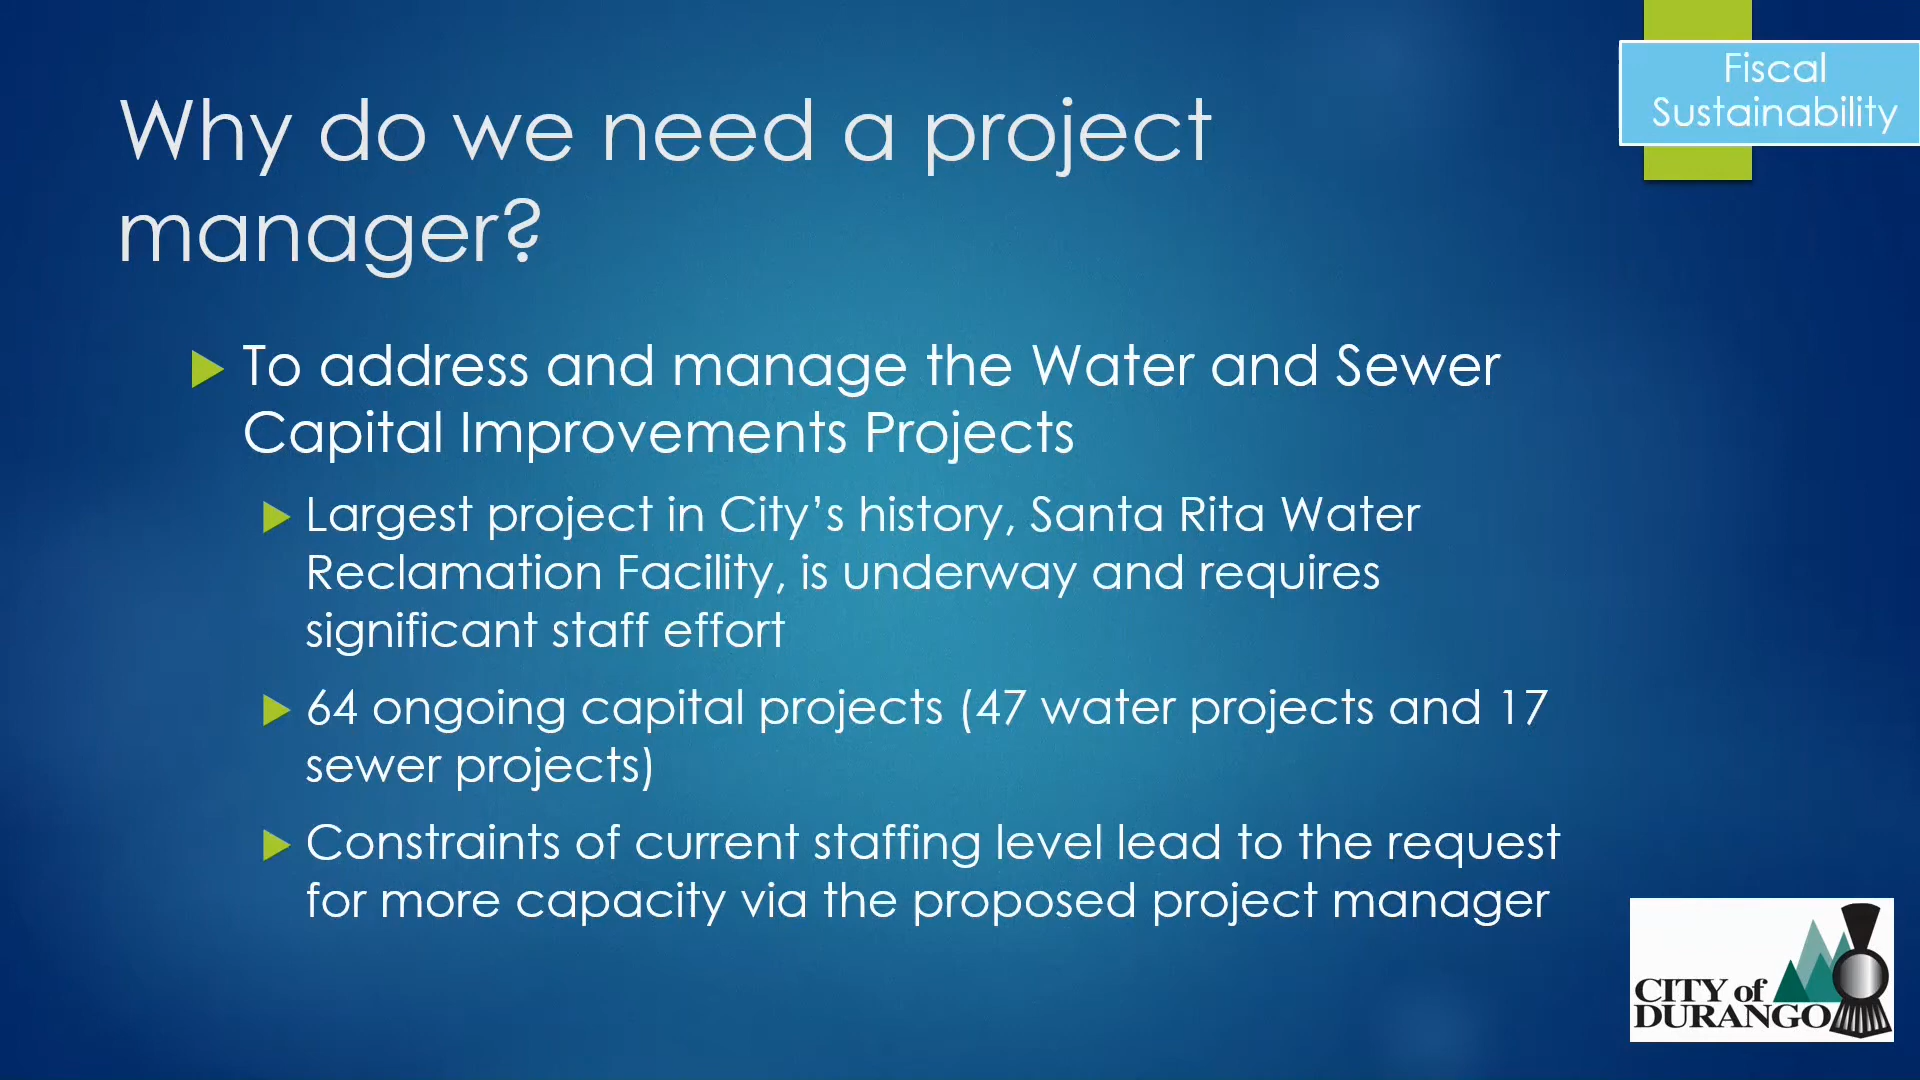 Fiscal
Sustainability
Why do we need a project
manager?
To address and manage the Water and Sewer
Capital Improvements Projects
Largest project in City’s history, Santa Rita Water
Reclamation Facility, is underway and requires
significant staff effort
64 ongoing capital projects (47 water projects and 17
sewer projects)
Constraints of current staffing level lead to the request
for more capacity via the proposed project manager
CITY of
DURANGO